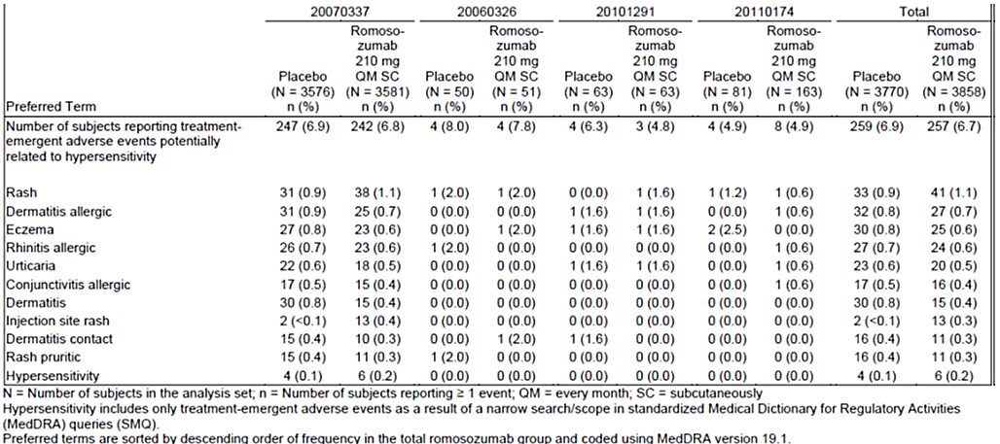 20070337 20060326 20101291 20110174 Total
Romoso- Romoso- Romoso- Romoso- Romoso-
zumab zumab zumab zumab zumab
210 mg 210 mg 210 mg 210 mg 210 mg
Placebo QM SC Placebo QM SC Placebo QM SC Placebo QM SC Placebo QM SC
(N = 3576) (N = 3581) (N = 50) (N = 51) (N = 63) (N = 63) (N = 81) (N = 163) (N = 3770) (N = 3858)
Preferred Term n (%) n (%) n (%) n (%) n (%) n (%) n (%) n (%) n (%) n (%)
Number of subjects reporting treatment- 247 (6.9) 242 (6.8) 4 (8.0) 4 (7.8) 4 (6.3) 3 (4.8) 4 (4.9) 8 (4.9) 259 (6.9) 257 (6.7)
emergent adverse events potentially
related to hypersensitivity
Rash 31 (0.9) 38 (1.1) 1 (2.0) 1 (2.0) 0 (0.0) 1 (1.6) 1 (1.2) 1 (0.6) 33 (0.9) 41 (1.1)
Dermatitis allergic 31 (0.9) 25 (0.7) 0 (0.0) 0 (0.0) 1 (1.6) 1 (1.6) 0 (0.0) 1 (0.6) 32 (0.8) 27 (0.7)
Eczema 27 (0.8) 23 (0.6) 0 (0.0) 1 (2.0) 1 (1.6) 1 (1.6) 2 (2.5) 0 (0.0) 30 (0.8) 25 (0.6)
Rhinitis allergic 26 (0.7) 23 (0.6) 1 (2.0) 0 (0.0) 0 (0.0) 0 (0.0) 0 (0.0) 1 (0.6) 27 (0.7) 24 (0.6)
Urticaria 22 (0.6) 18 (0.5) 0 (0.0) 0 (0.0) 1 (1.6) 1 (1.6) 0 (0.0) 1 (0.6) 23 (0.6) 20 (0.5)
Conjunctivitis allergic 17 (0.5) 15 (0.4) 0 (0.0) 0 (0.0) 0 (0.0) 0 (0.0) 0 (0.0) 1 (0.6) 17 (0.5) 16 (0.4)
Dermatitis 30 (0.8) 15 (0.4) 0 (0.0) 0 (0.0) 0 (0.0) 0 (0.0) 0 (0.0) 0 (0.0) 30 (0.8) 15 (0.4)
Injection site rash 2 (<0.1) 13 (0.4) 0 (0.0) 0 (0.0) 0 (0.0) 0 (0.0) 0 (0.0) 0 (0.0) 2 (<0.1) 13 (0.3)
Dermatitis contact 15 (0.4) 10 (0.3) 0 (0.0) 1 (2.0) 1 (1.6) 0 (0.0) 0 (0.0) 0 (0.0) 16 (0.4) 11 (0.3)
Rash pruritic 15 (0.4) 11 (0.3) 1 (2.0) 0 (0.0) 0 (0.0) 0 (0.0) 0 (0.0) 0 (0.0) 16 (0.4) 11 (0.3)
Hypersensitivity 4 (0.1) 6 (0.2) 0 (0.0) 0 (0.0) 0 (0.0) 0 (0.0) 0 (0.0) 0 (0.0) 4 (0.1) 6 (0.2)
N = Number of subjects in the analysis set; n = Number of subjects reporting ≥ 1 event; QM = every month; SC = subcutaneously
Hypersensitivity includes only treatment-emergent adverse events as a result of a narrow search/scope in standardized Medical Dictionary for Regulatory Activities
(MedDRA) queries (SMQ).
Preferred terms are sorted by descending order of frequency in the total romosozumab group and coded using MedDRA version 19.1.